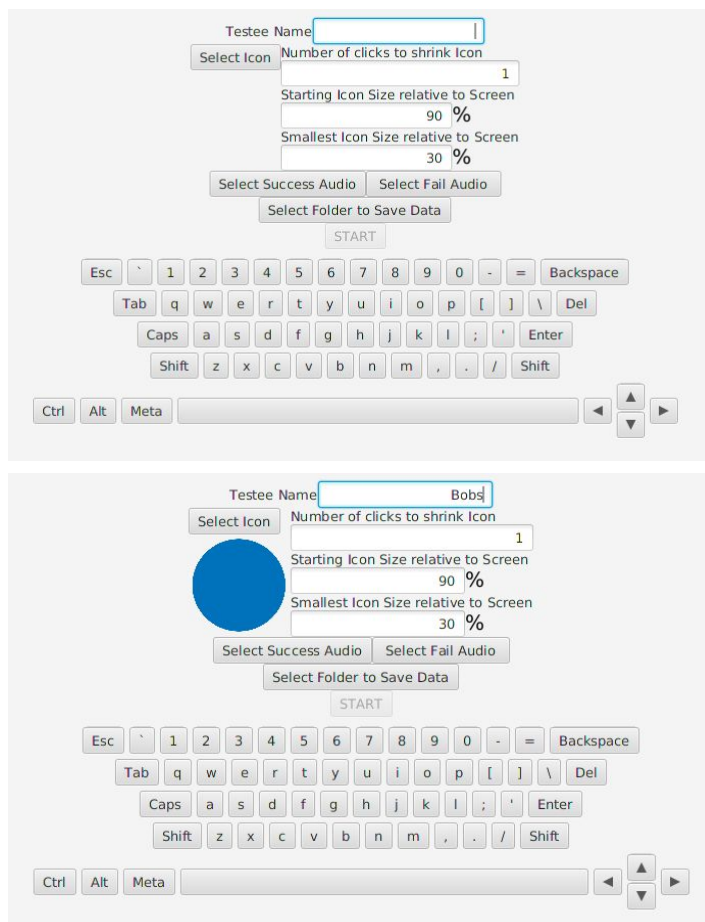 Testee Name
Select Icon Number of clicks to shrink Icon
1
Starting Icon Size relative to Screen
90 %
Smallest Icon Size relative to Screen
30 %
Select Success Audio Select Fail Audio
Select Folder to Save Data
START
Esc ` 1 2 3 4 5 6 7 8 9 0 - = Backspace
Tab q w e r t y u i o p [ ] \ Del
Caps a s d f g h j k l ; ' Enter
Shift z x c v b n m , . / Shift
▲
Ctrl Alt Meta ◀ ▶
▼
Testee Name Bobs
Select Icon Number of clicks to shrink Icon
1
Starting Icon Size relative to Screen
90 %
Smallest Icon Size relative to Screen
30 %
Select Success Audio Select Fail Audio
Select Folder to Save Data
START
Esc ` 1 2 3 4 5 6 7 8 9 0 - = Backspace
Tab q w e r t y u i o p [ ] \ Del
Caps a s d f g h j k l ; ' Enter
Shift z x c v b n m , . / Shift
▲
Ctrl Alt Meta ◀ ▶
▼